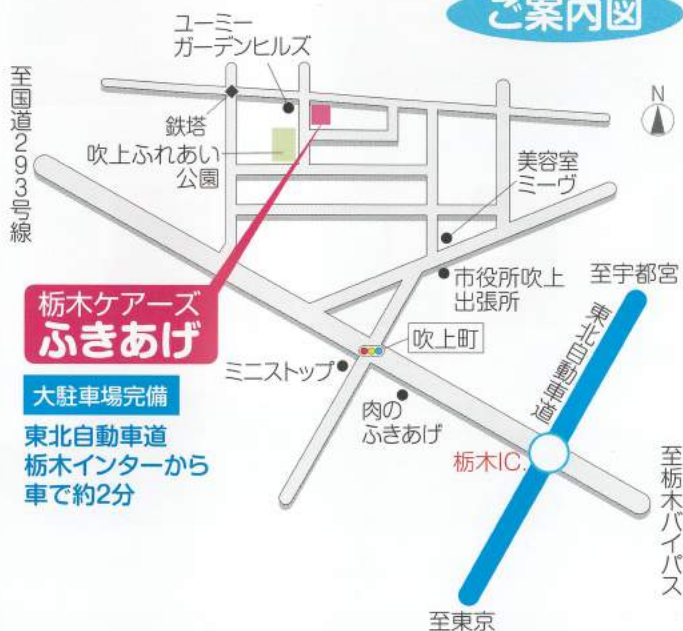 ご案内図
ユーミー
ガーデンヒルズ
至国道293号線
鉄塔
吹上ふれあい
公園
N
美容室
ミーヴ
市役所吹上
出張所
至宇都宮
東北自動車道
栃木ケアーズ
ふきあげ
吹上町
ミニストップ
肉の
ふきあげ
大駐車場完備
東北自動車道
栃木インターから
車で約2分
栃木IC.
至栃木バイパス
至東京